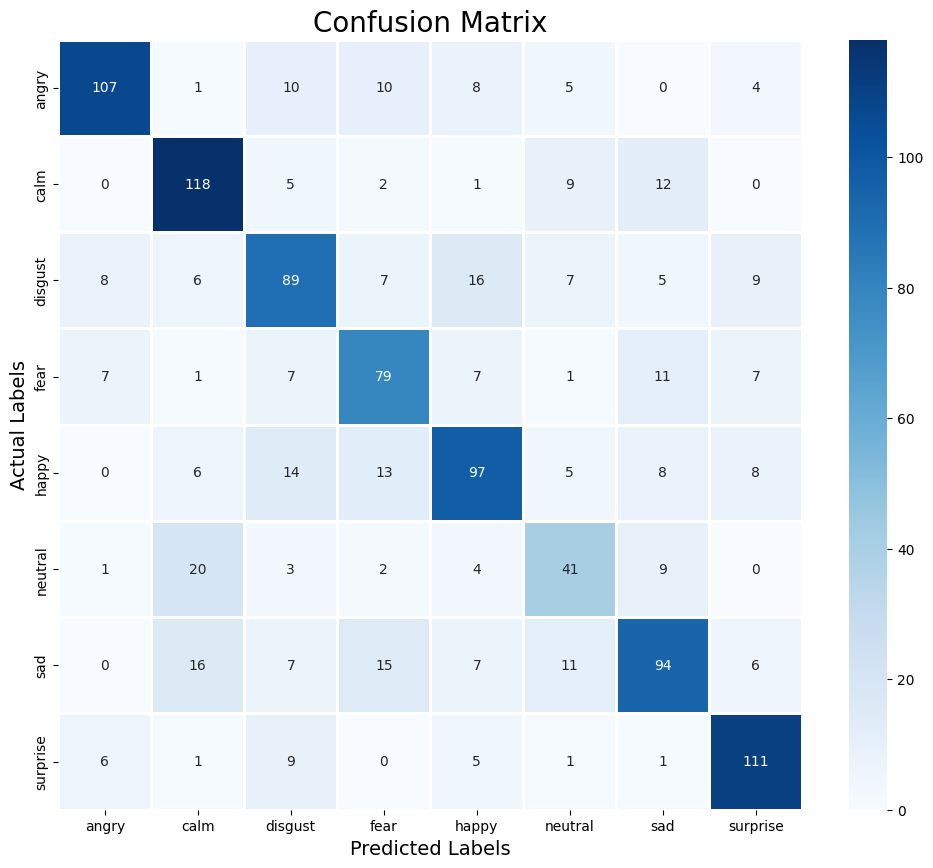 Confusion Matrix
angry 107 1 10 10 8 5 0 4
calm 0 118 5 2 1 9 12 0
disgust 8 6 89 7 16 7 5 9
fear 7 1 7 79 7 1 11 7
happy 0 6 14 13 97 5 8 8
neutral 1 20 3 2 4 41 9 0
sad 0 16 7 15 7 11 94 6
surprise 6 1 9 0 5 1 1 111
angry calm disgust fear happy neutral sad surprise
Predicted Labels
Actual Labels
100
80
60
40
20
0